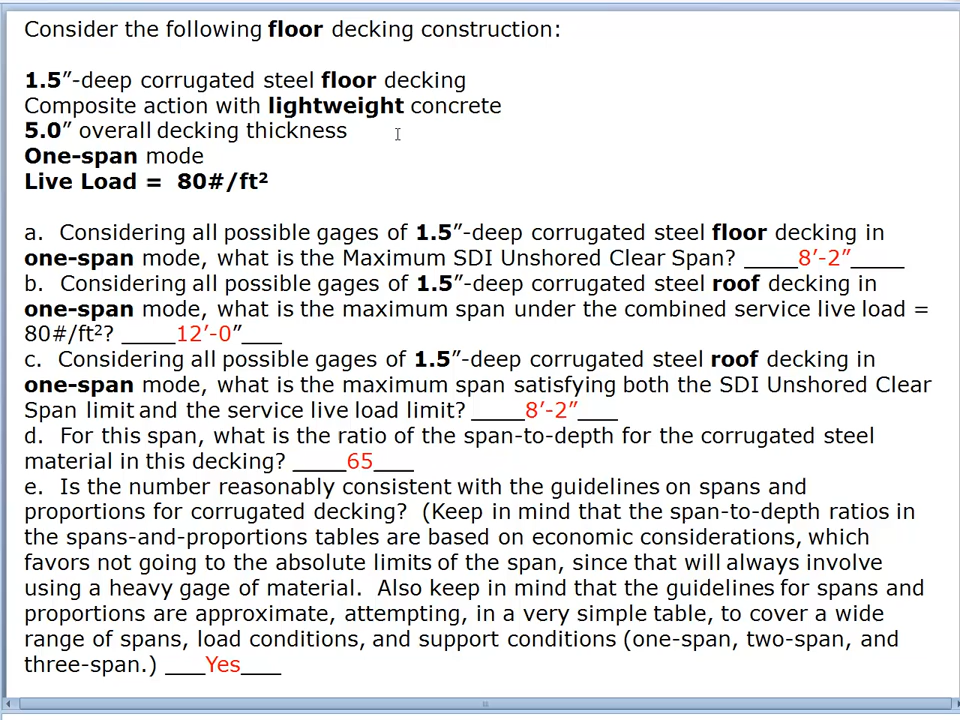 Consider the following floor decking construction:
1.5”-deep corrugated steel floor decking
Composite action with lightweight concrete
5.0” overall decking thickness
One-span mode
Live Load = 80#/ft²
a. Considering all possible gages of 1.5”-deep corrugated steel floor decking in
one-span mode, what is the Maximum SDI Unshored Clear Span? ____8’-2”____
b. Considering all possible gages of 1.5”-deep corrugated steel roof decking in
one-span mode, what is the maximum span under the combined service live load =
80#/ft²? ____12’-0”___
c. Considering all possible gages of 1.5”-deep corrugated steel roof decking in
one-span mode, what is the maximum span satisfying both the SDI Unshored Clear
Span limit and the service live load limit? ____8’-2”___
d. For this span, what is the ratio of the span-to-depth for the corrugated steel
material in this decking? ____65___
e. Is the number reasonably consistent with the guidelines on spans and
proportions for corrugated decking? (Keep in mind that the span-to-depth ratios in
the spans-and-proportions tables are based on economic considerations, which
favors not going to the absolute limits of the span, since that will always involve
using a heavy gage of material. Also keep in mind that the guidelines for spans and
proportions are approximate, attempting, in a very simple table, to cover a wide
range of spans, load conditions, and support conditions (one-span, two-span, and
three-span.) ___Yes___